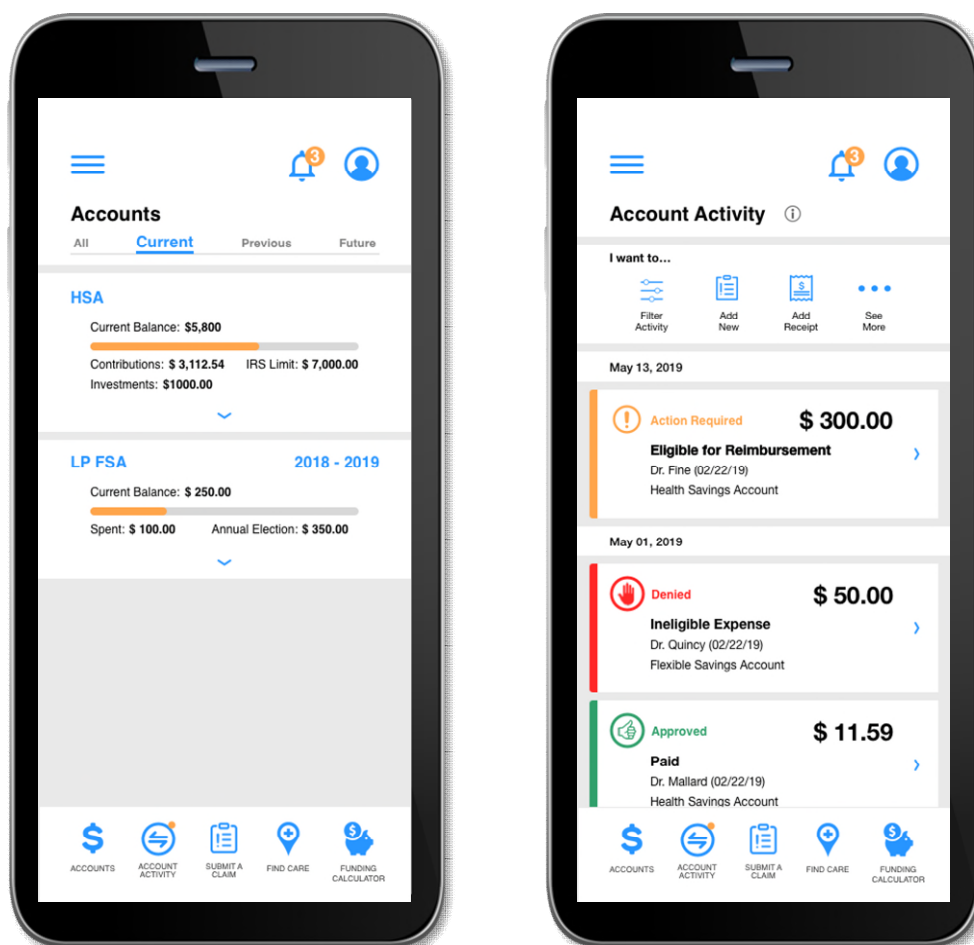 3
Accounts
All Current Previous Future
HSA
Current Balance: $5,800
Contributions: $ 3,112.54 IRS Limit: $ 7,000.00
Investments: $1000.00
LP FSA 2018 - 2019
Current Balance: $ 250.00
Spent: $ 100.00 Annual Election: $ 350.00
$
ACCOUNTS
ACCOUNT
ACTIVITY
SUBMIT A
CLAIM
FIND CARE
$
FUNDING
CALCULATOR
3
Account Activity i
I want to...
Filter
Activity
Add
New
$
Add
Receipt
See
More
May 13, 2019
! Action Required $ 300.00
Eligible for Reimbursement
Dr. Fine (02/22/19)
Health Savings Account
May 01, 2019
Denied $ 50.00
Ineligible Expense
Dr. Quincy (02/22/19)
Flexible Savings Account
Approved $ 11.59
Paid
Dr. Mallard (02/22/19)
Health Savings Account
$
ACCOUNTS
ACCOUNT
ACTIVITY
SUBMIT A
CLAIM
FIND CARE
$
FUNDING
CALCULATOR